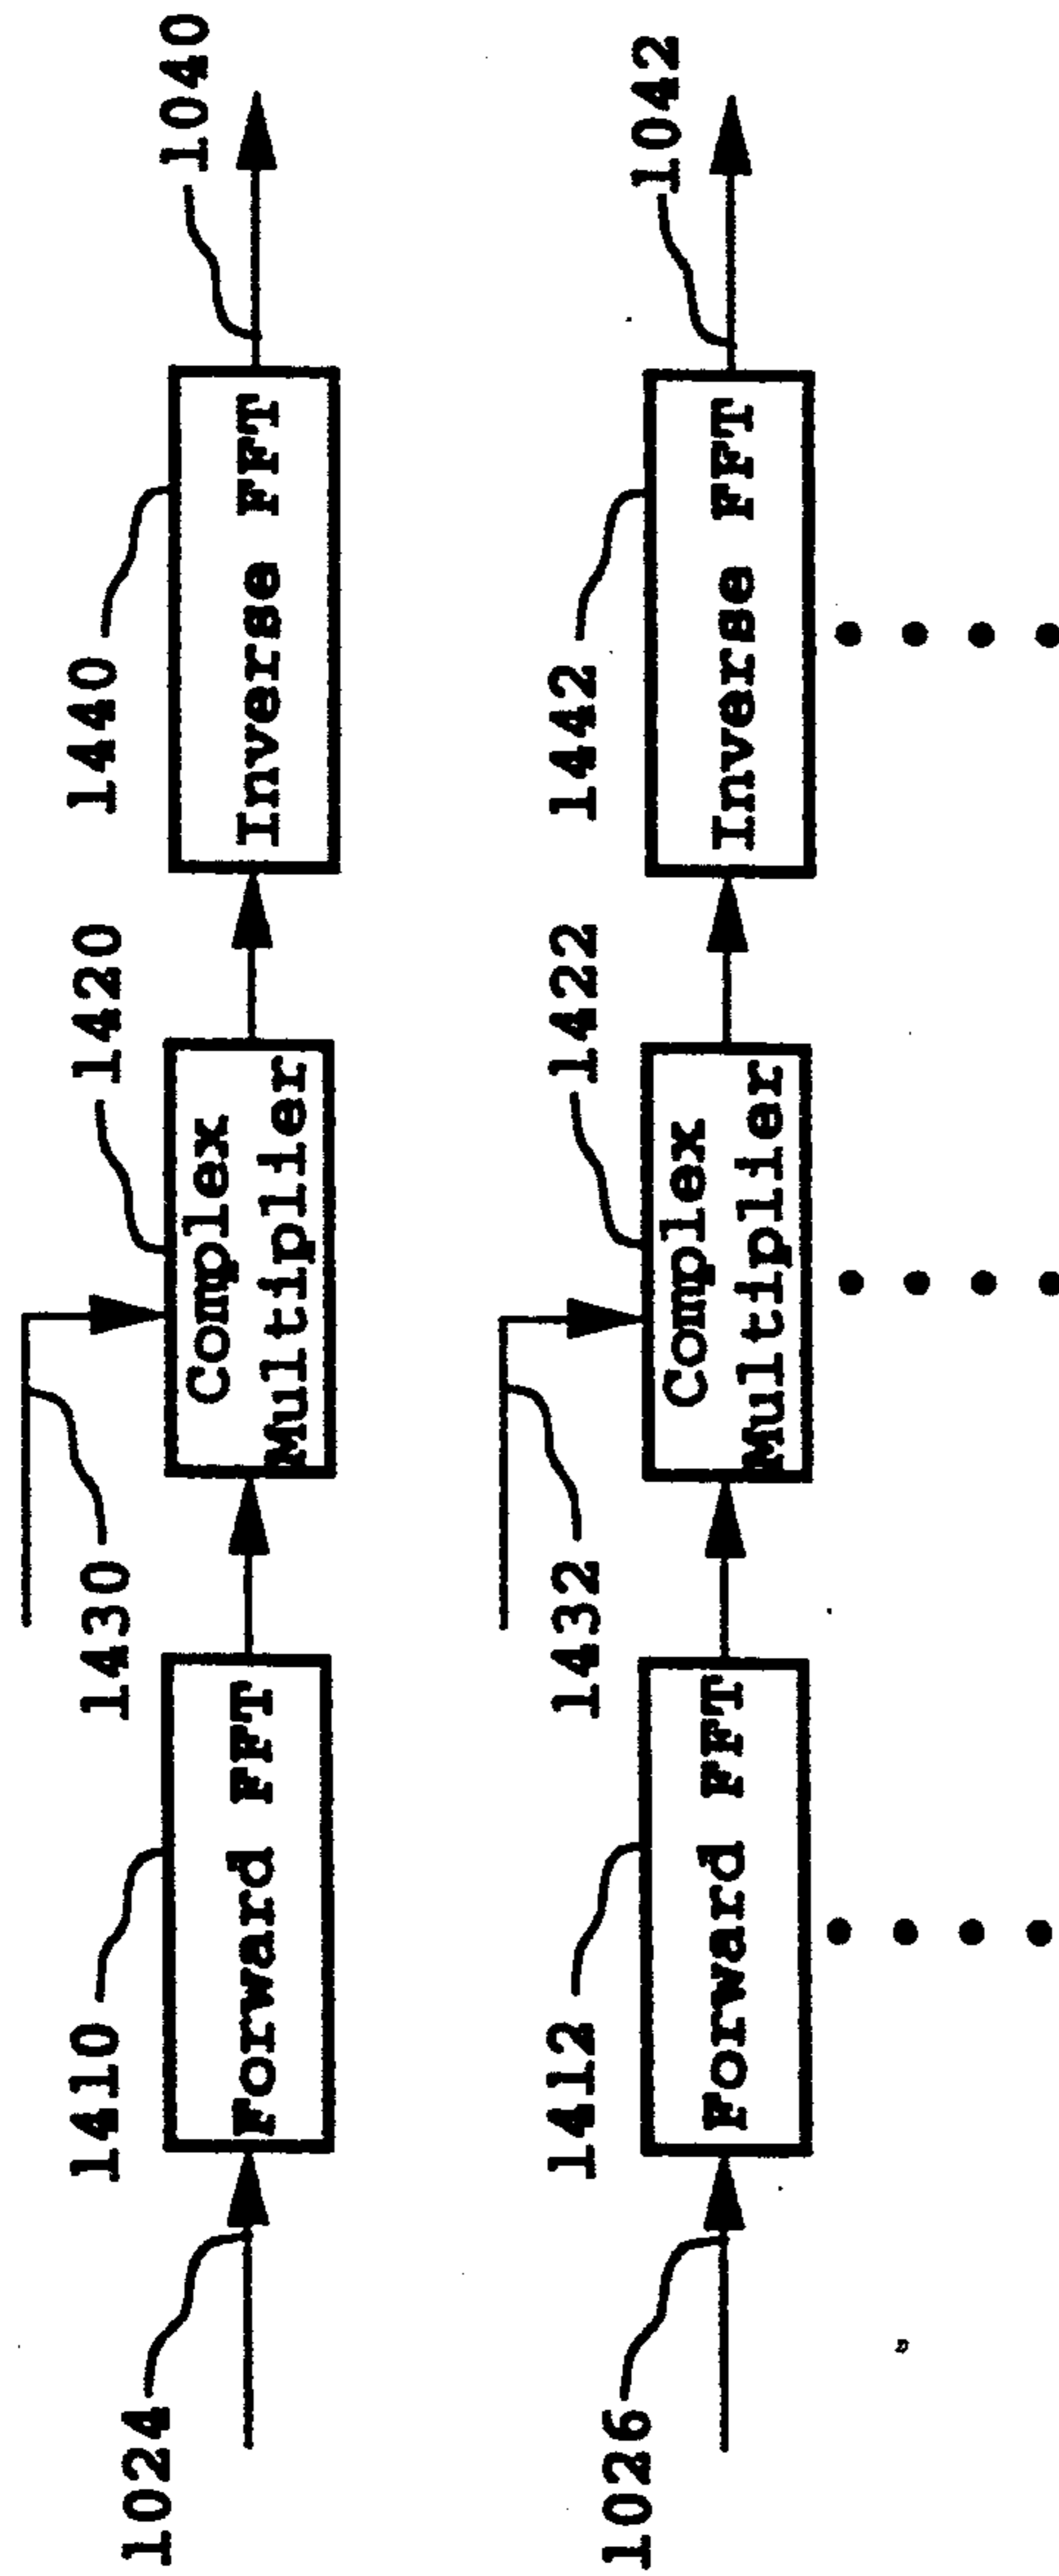 1430
1410
1420
1440
1024
Forward FFT
Complex
Multiplier
Inverse FFT
1040
1432
1412
1422
1442
1026
Forward FFT
Complex
Multiplier
Inverse FFT
1042